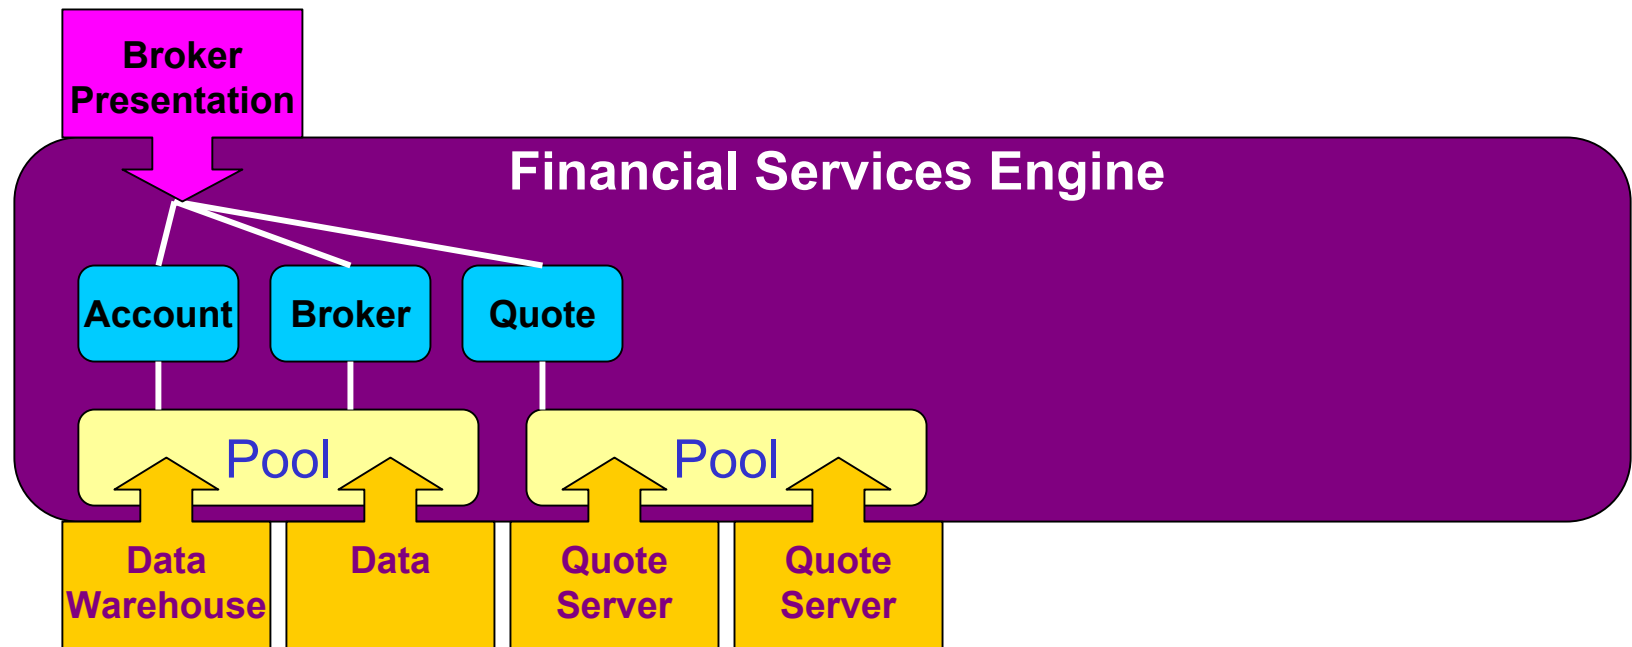 Broker
Presentation
Financial Services Engine
Account
Broker
Quote
Pool
Pool
Data
Warehouse
Data
Quote
Server
Quote
Server